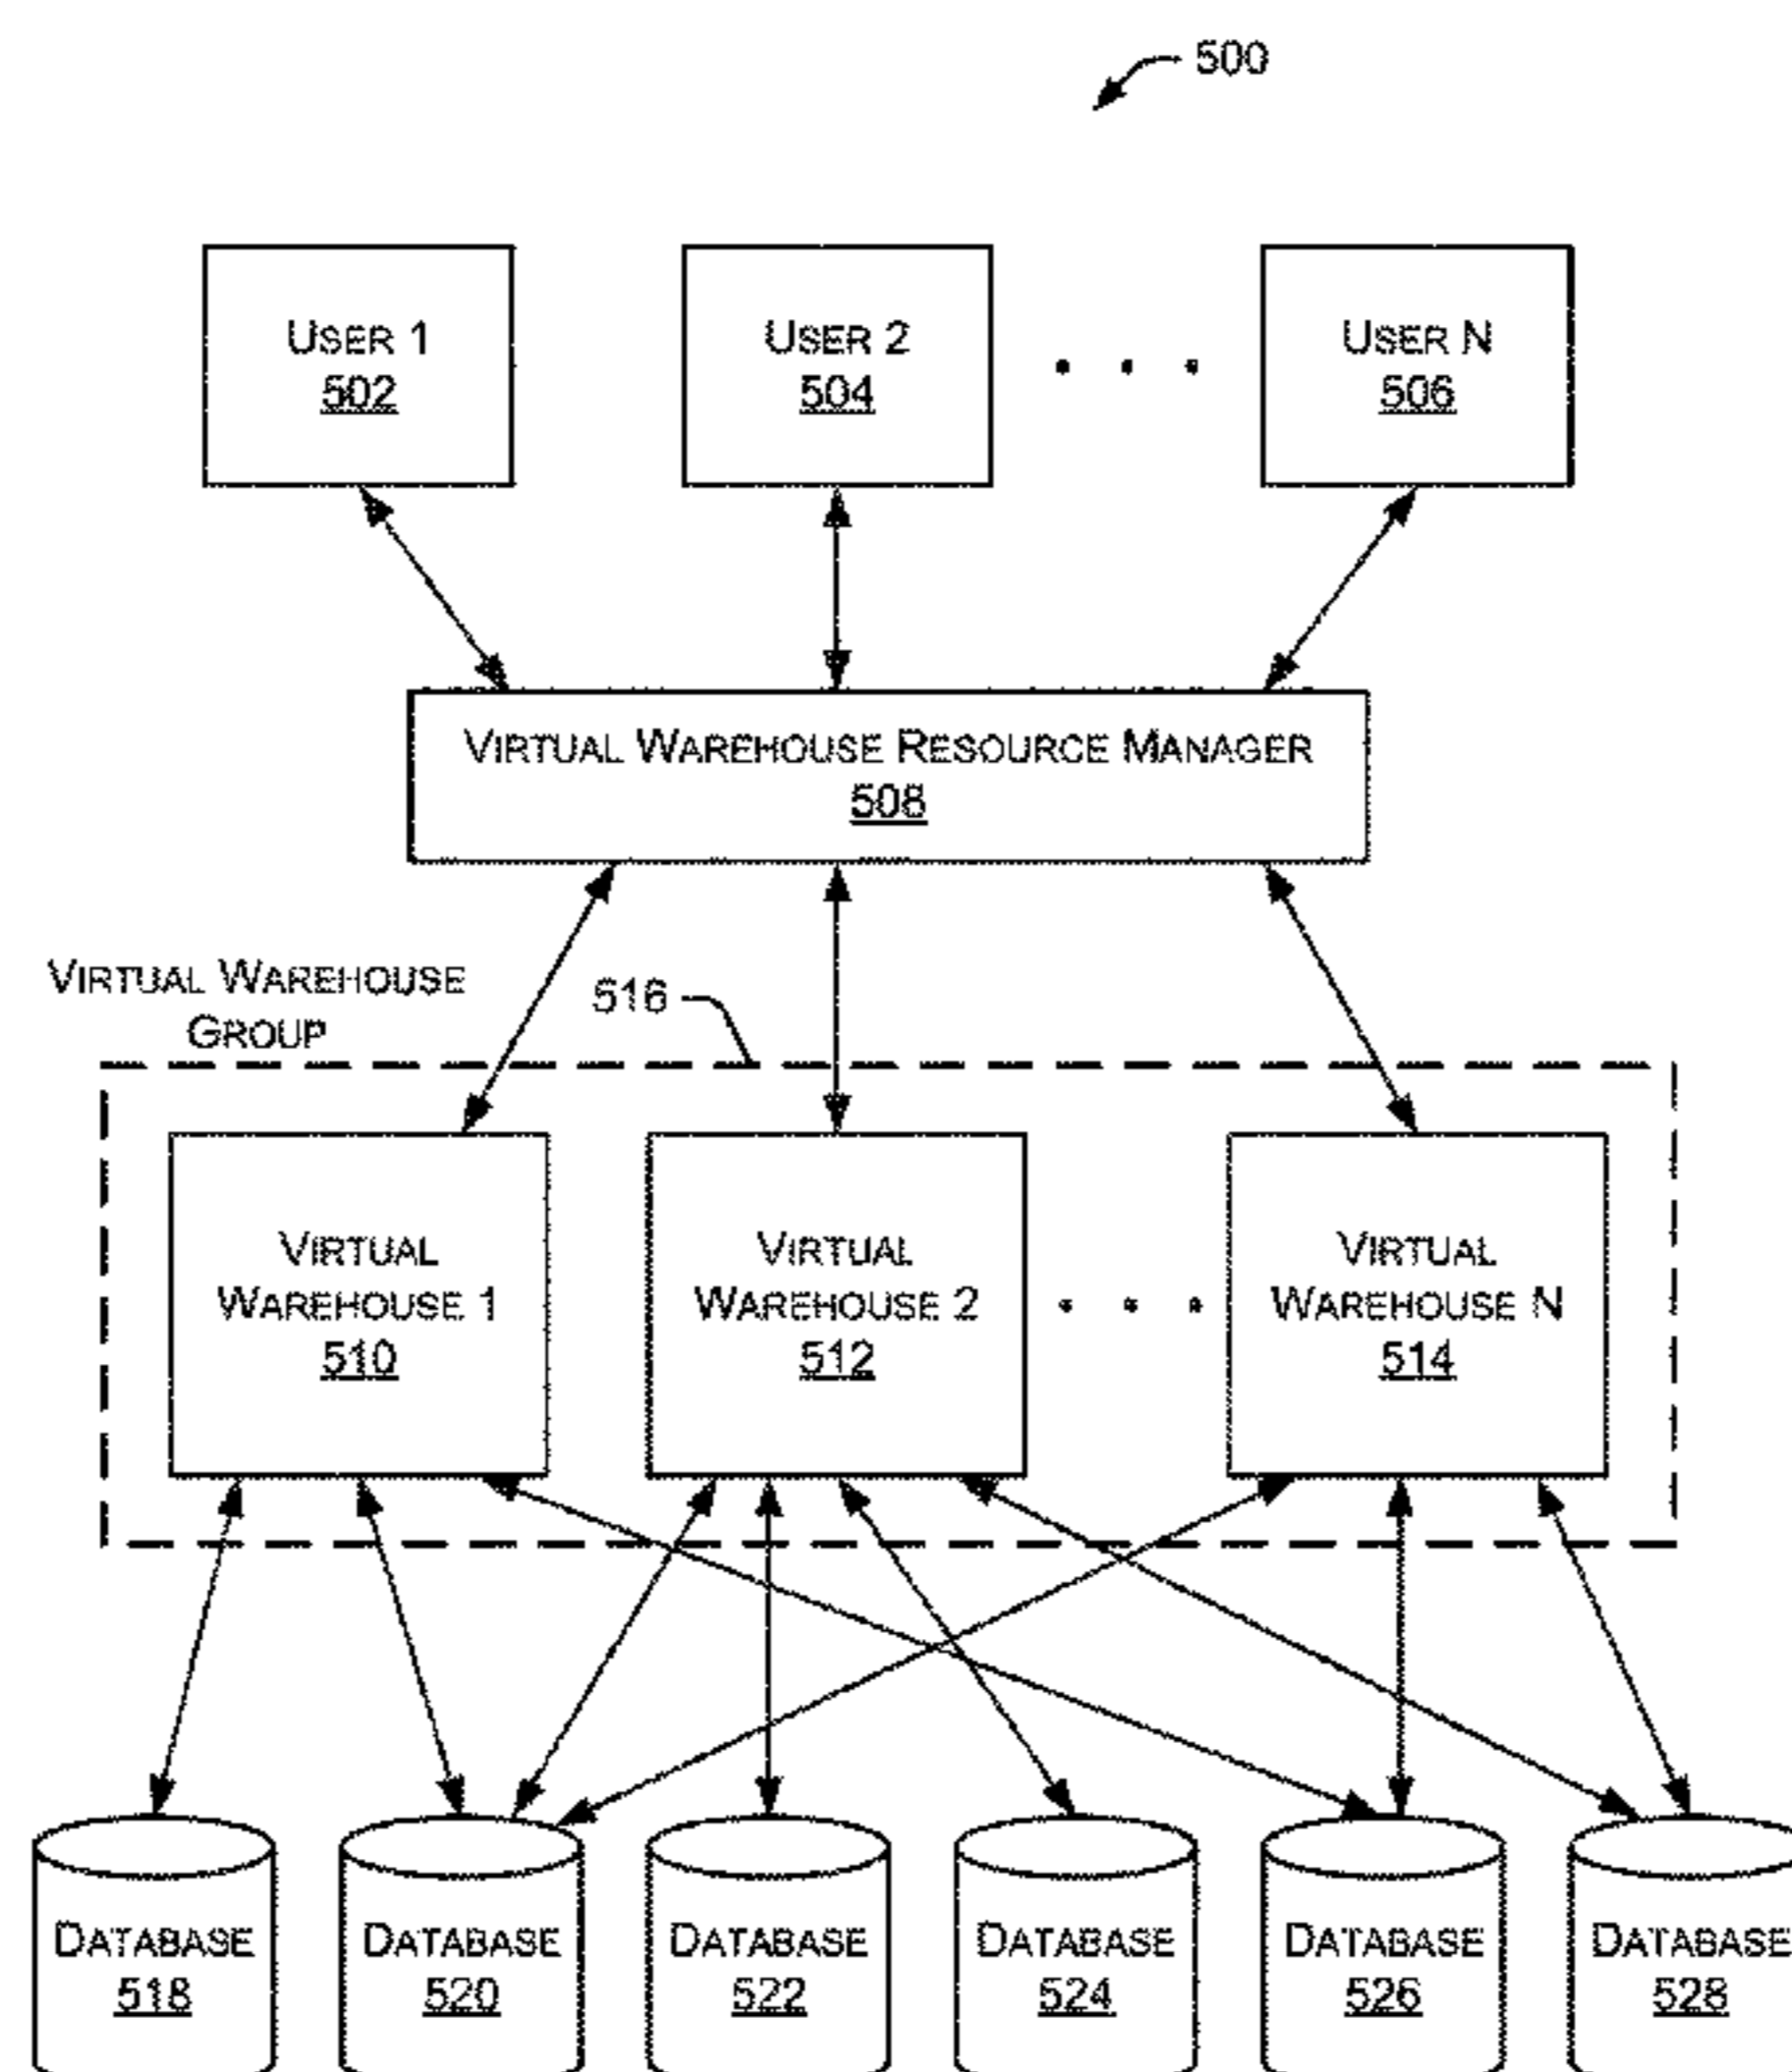 500
USER 1
502
USER 2
504
USER N
506
VIRTUAL WAREHOUSE RESOURCE MANAGER
508
VIRTUAL WAREHOUSE
GROUP
516
VIRTUAL
WAREHOUSE 1
510
VIRTUAL
WAREHOUSE 2
512
VIRTUAL
WAREHOUSE N
514
DATABASE
518
DATABASE
520
DATABASE
522
DATABASE
524
DATABASE
526
DATABASE
528